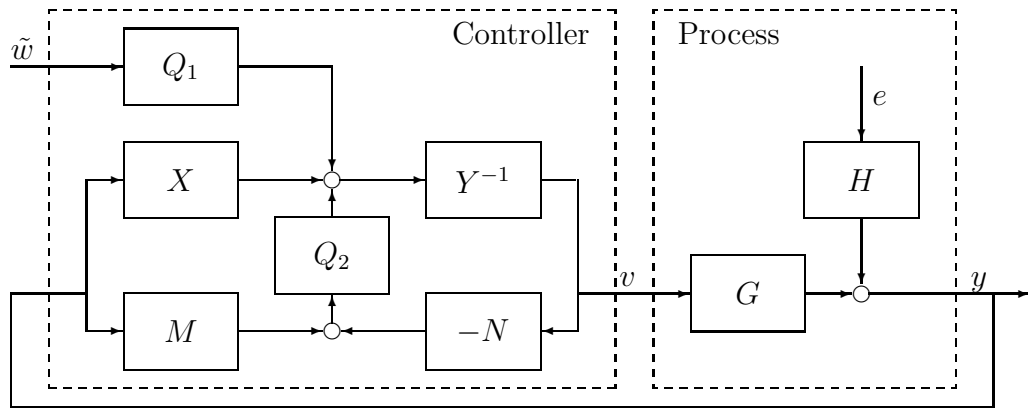 Controller
Process
w̃
Q₁
e
X
Y⁻¹
H
Q₂
v
G
y
M
−N